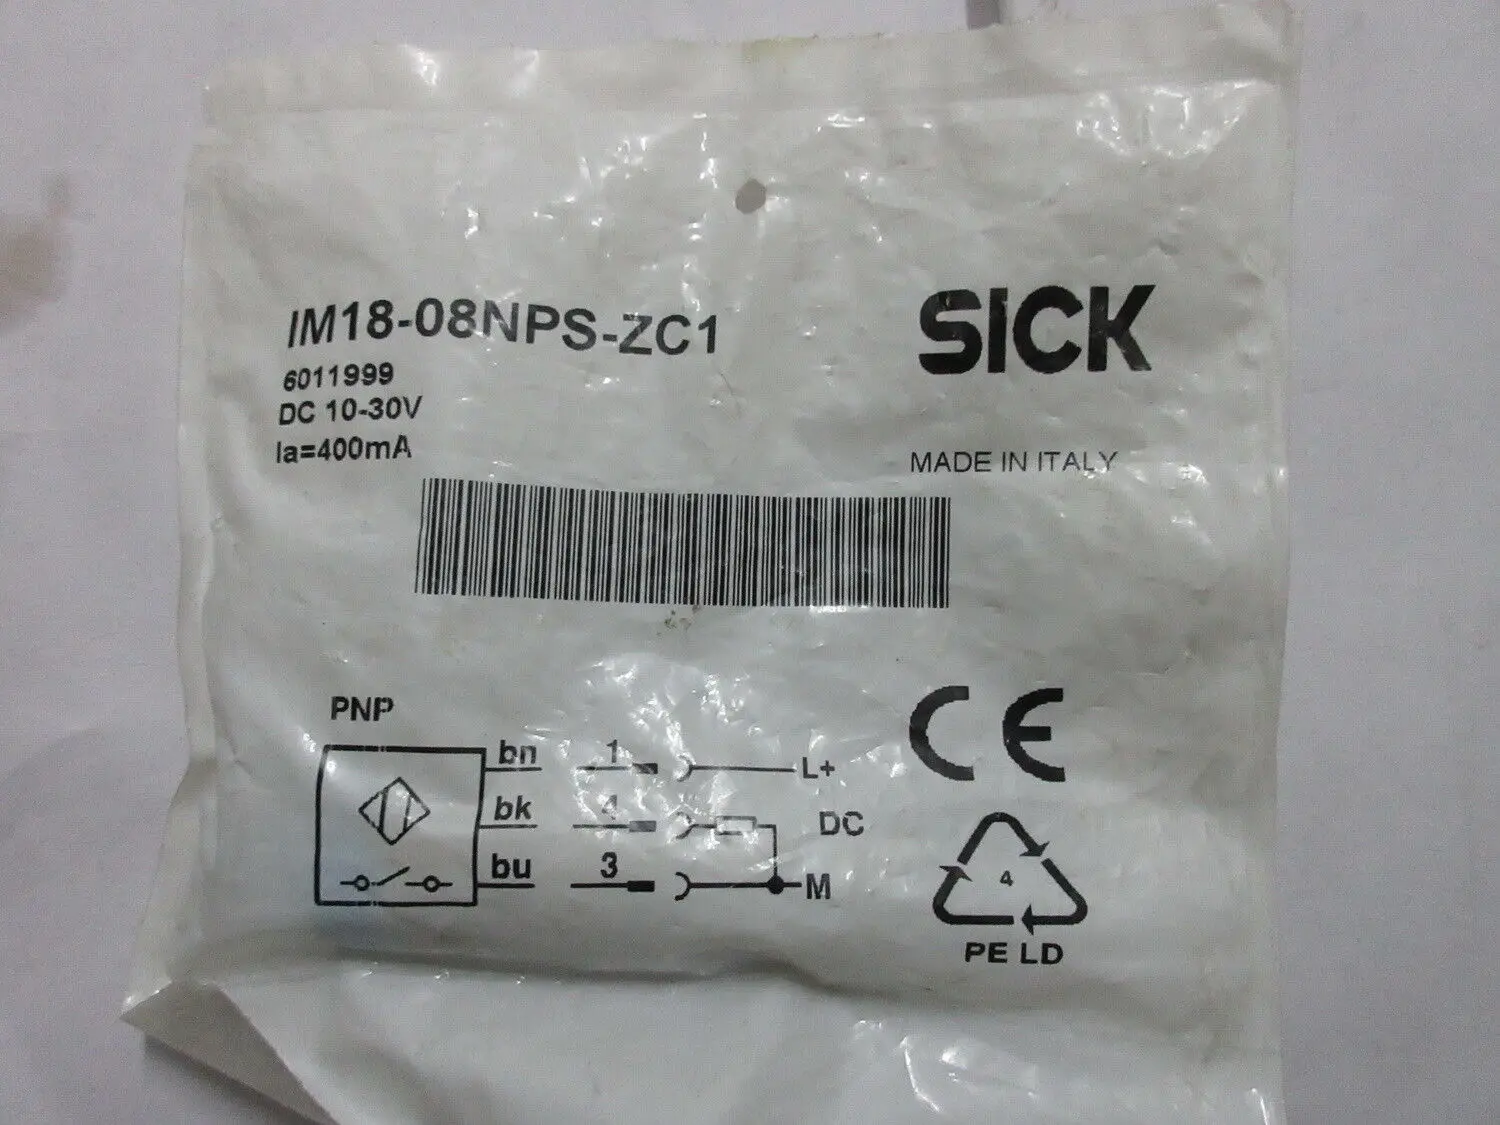 IM18-08NPS-ZC1
6011999
DC 10-30V
Ia=400mA
SICK
MADE IN ITALY
PNP
bn 1 L+
bk 4 DC
bu 3 M
CE
4
PE LD